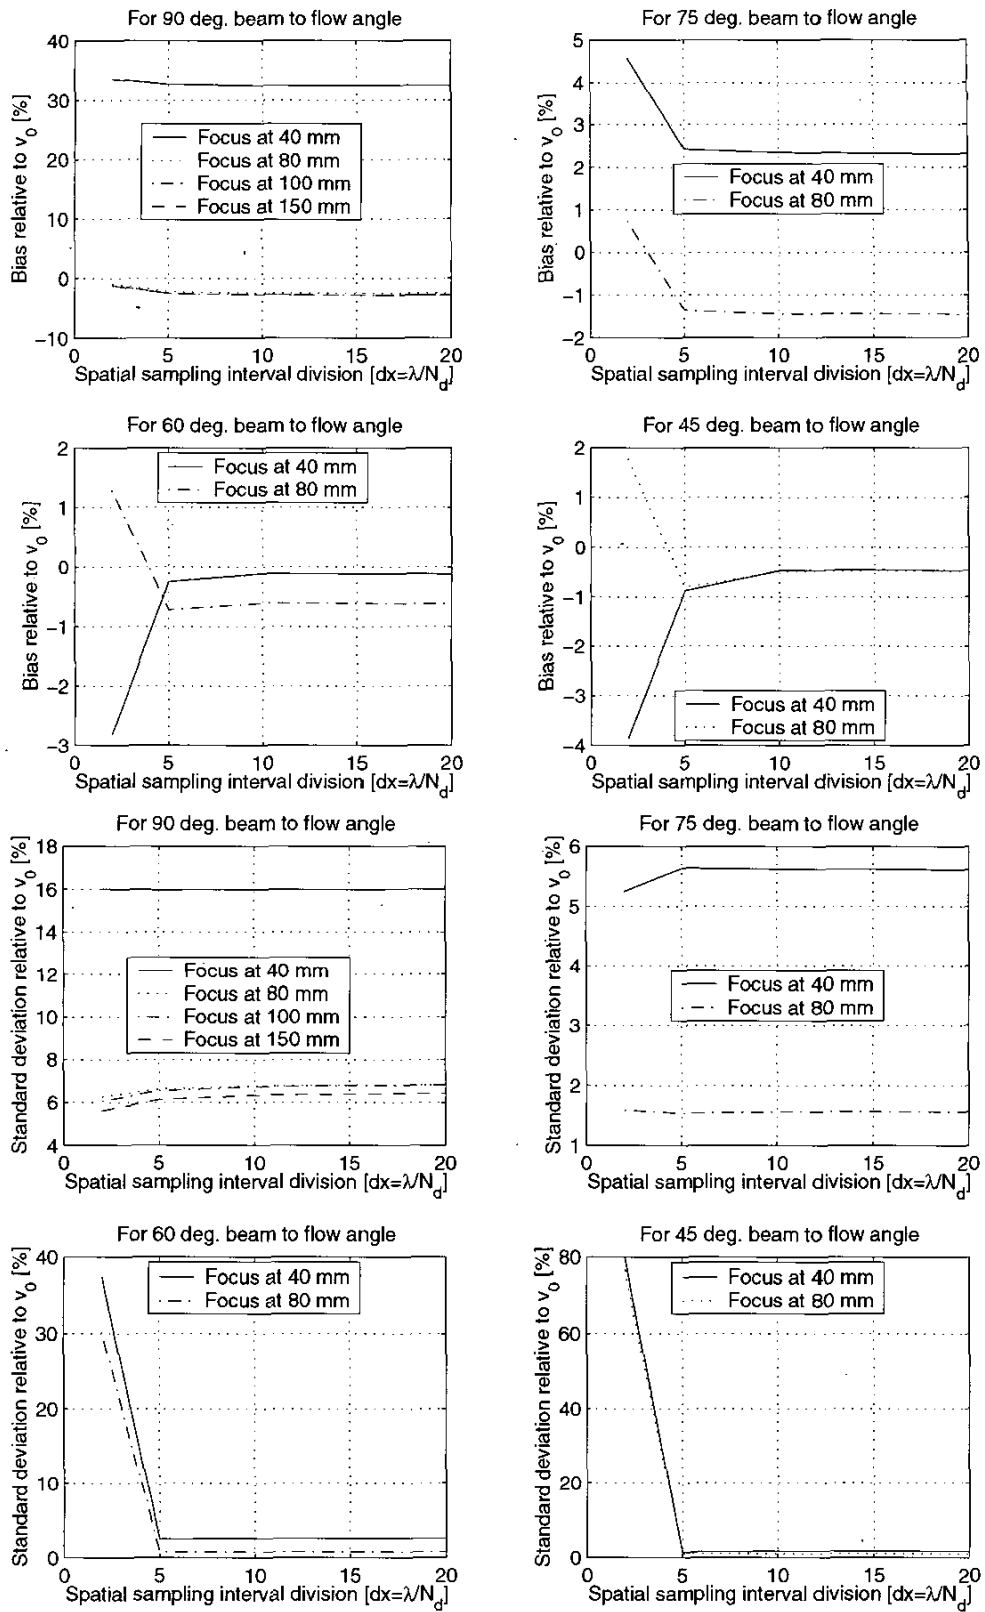 For 90 deg. beam to flow angle
Bias relative to v0 [%]
40
30
20
10
0
−10
Focus at 40 mm
Focus at 80 mm
Focus at 100 mm
Focus at 150 mm
0 5 10 15 20
Spatial sampling interval division [dx=λ/Nd]
For 75 deg. beam to flow angle
Bias relative to v0 [%]
5
4
3
2
1
0
−1
−2
Focus at 40 mm
Focus at 80 mm
0 5 10 15 20
Spatial sampling interval division [dx=λ/Nd]
For 60 deg. beam to flow angle
Bias relative to v0 [%]
2
1
0
−1
−2
−3
Focus at 40 mm
Focus at 80 mm
0 5 10 15 20
Spatial sampling interval division [dx=λ/Nd]
For 45 deg. beam to flow angle
Bias relative to v0 [%]
2
1
0
−1
−2
−3
−4
Focus at 40 mm
Focus at 80 mm
0 5 10 15 20
Spatial sampling interval division [dx=λ/Nd]
For 90 deg. beam to flow angle
Standard deviation relative to v0 [%]
18
16
14
12
10
8
6
4
Focus at 40 mm
Focus at 80 mm
Focus at 100 mm
Focus at 150 mm
0 5 10 15 20
Spatial sampling interval division [dx=λ/Nd]
For 75 deg. beam to flow angle
Standard deviation relative to v0 [%]
6
5
4
3
2
1
Focus at 40 mm
Focus at 80 mm
0 5 10 15 20
Spatial sampling interval division [dx=λ/Nd]
For 60 deg. beam to flow angle
Standard deviation relative to v0 [%]
40
30
20
10
0
Focus at 40 mm
Focus at 80 mm
0 5 10 15 20
Spatial sampling interval division [dx=λ/Nd]
For 45 deg. beam to flow angle
Standard deviation relative to v0 [%]
80
60
40
20
0
Focus at 40 mm
Focus at 80 mm
0 5 10 15 20
Spatial sampling interval division [dx=λ/Nd]